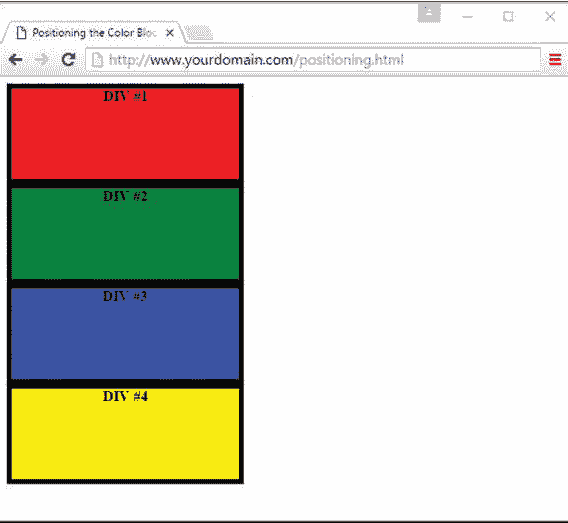 Positioning the Color Bloc
http://www.yourdomain.com/positioning.html
DIV #1
DIV #2
DIV #3
DIV #4